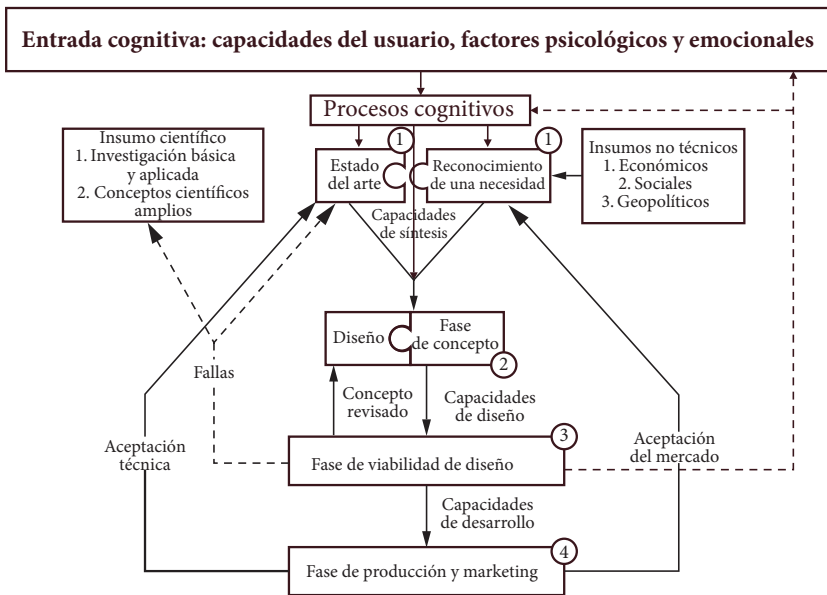 Entrada cognitiva: capacidades del usuario, factores psicológicos y emocionales
Procesos cognitivos
Insumo científico
1. Investigación básica
y aplicada
2. Conceptos científicos
amplios
1
Estado
del arte
1
Reconocimiento
de una necesidad
Insumos no técnicos
1. Económicos
2. Sociales
3. Geopolíticos
Capacidades
de síntesis
Diseño
Fase
de concepto
2
Fallas
Concepto
revisado
Capacidades
de diseño
Aceptación
técnica
Aceptación
del mercado
3
Fase de viabilidad de diseño
Capacidades
de desarrollo
4
Fase de producción y marketing